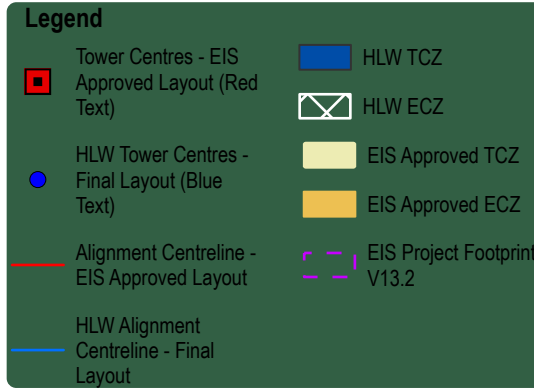 Legend
Tower Centres - EIS
Approved Layout (Red
Text)
HLW Tower Centres -
Final Layout (Blue
Text)
Alignment Centreline -
EIS Approved Layout
HLW Alignment
Centreline - Final
Layout
HLW TCZ
HLW ECZ
EIS Approved TCZ
EIS Approved ECZ
EIS Project Footprint
V13.2